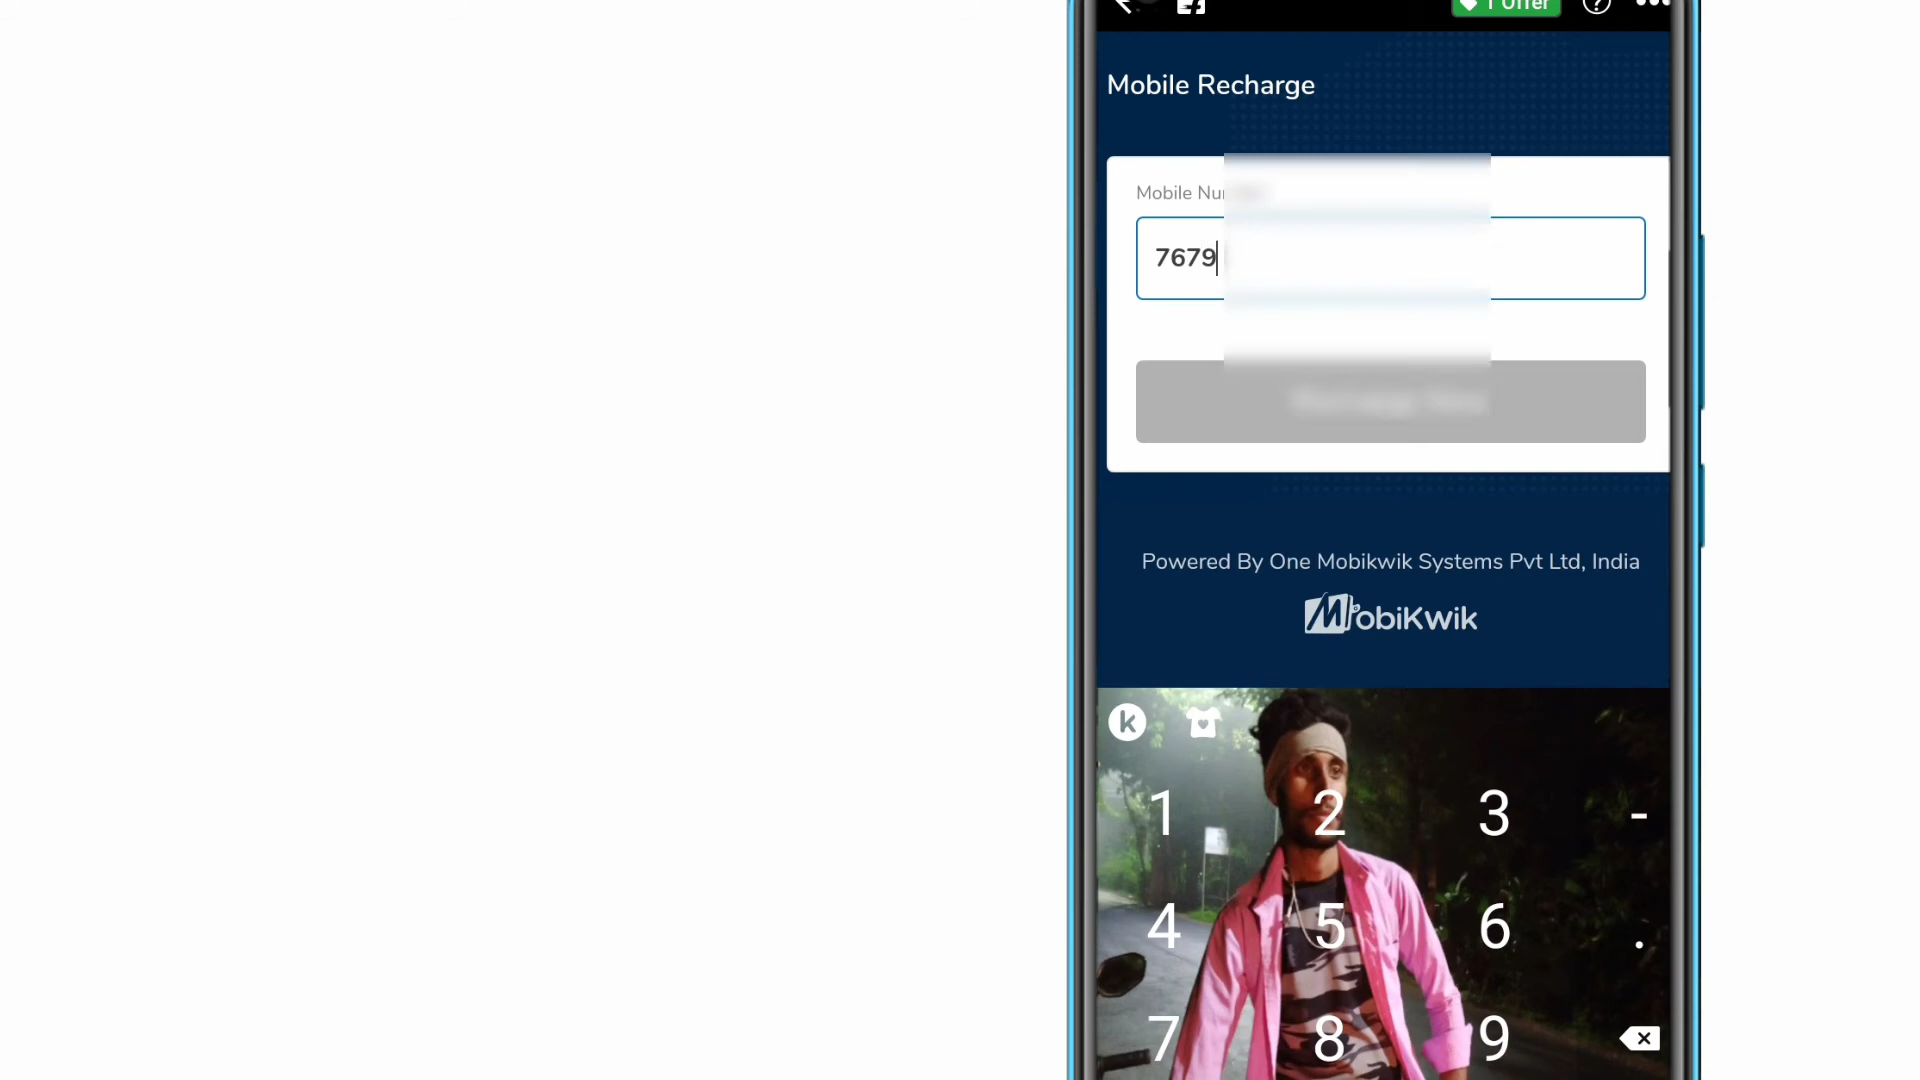 1 Offer
Mobile Recharge
Mobile Nu
7679
Powered By One Mobikwik Systems Pvt Ltd, India
MobiKwik
k
1 2 3 -
4 5 6 .
7 8 9